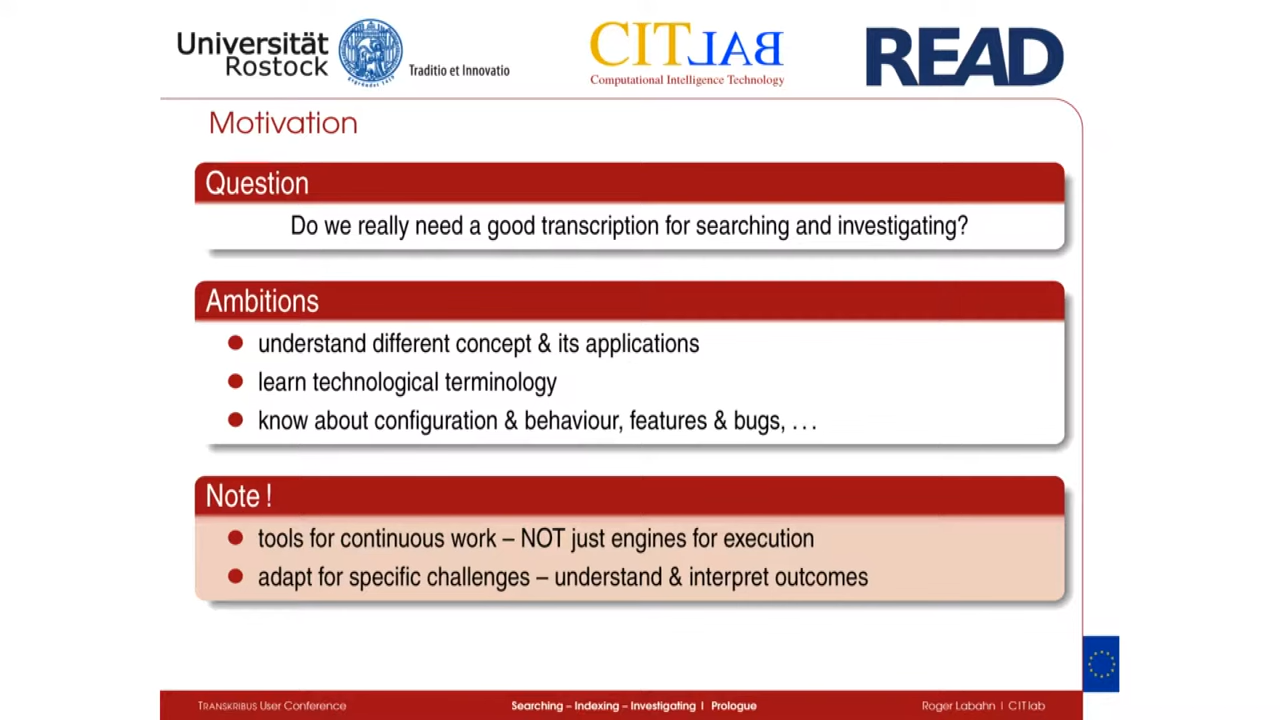 Universität
Rostock
Traditio et Innovatio
CITLAB
Computational Intelligence Technology
READ
Motivation
Question
Do we really need a good transcription for searching and investigating?
Ambitions
understand different concept & its applications
learn technological terminology
know about configuration & behaviour, features & bugs, . . .
Note !
tools for continuous work – NOT just engines for execution
adapt for specific challenges – understand & interpret outcomes
TRANSKRIBUS User Conference
Searching – Indexing – Investigating | Prologue
Roger Labahn | CITlab